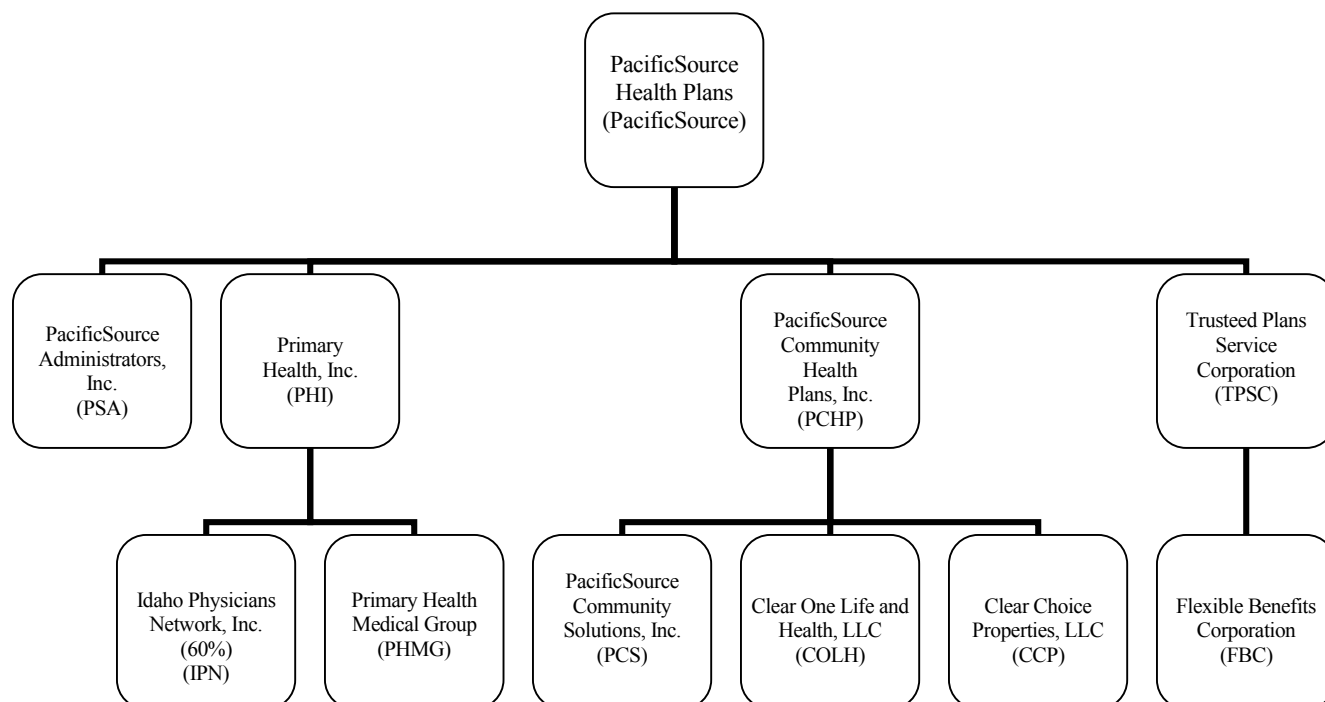 PacificSource
Health Plans
(PacificSource)
PacificSource
Administrators,
Inc.
(PSA)
Primary
Health, Inc.
(PHI)
PacificSource
Community
Health
Plans, Inc.
(PCHP)
Trusteed Plans
Service
Corporation
(TPSC)
Idaho Physicians
Network, Inc.
(60%)
(IPN)
Primary Health
Medical Group
(PHMG)
PacificSource
Community
Solutions, Inc.
(PCS)
Clear One Life and
Health, LLC
(COLH)
Clear Choice
Properties, LLC
(CCP)
Flexible Benefits
Corporation
(FBC)